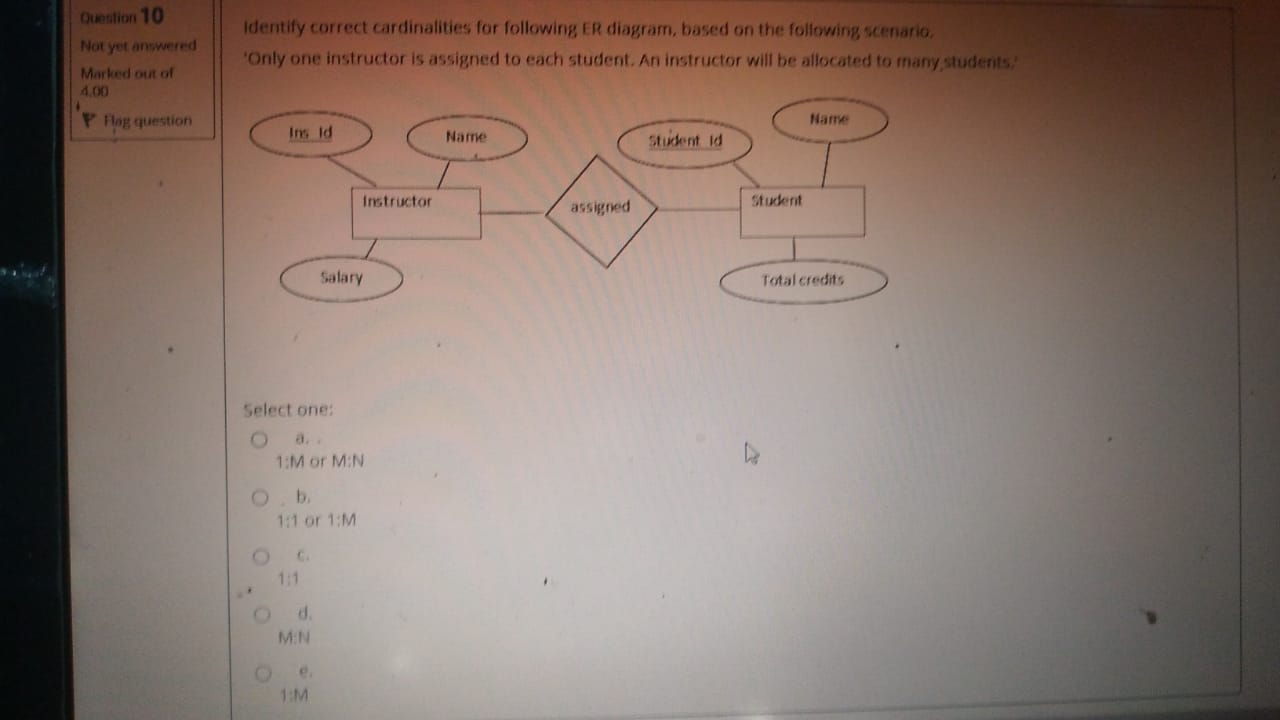 Question 10
Not yet answered
Marked out of
4.00
Flag question
Identify correct cardinalities for following ER diagram, based on the following scenario.
'Only one instructor is assigned to each student. An instructor will be allocated to many students.'
Ins_Id
Name
Student_Id
Name
Instructor
assigned
Student
Salary
Total credits
Select one:
a.
1:M or M:N
b.
1:1 or 1:M
c.
1:1
d.
M:N
e.
1:M